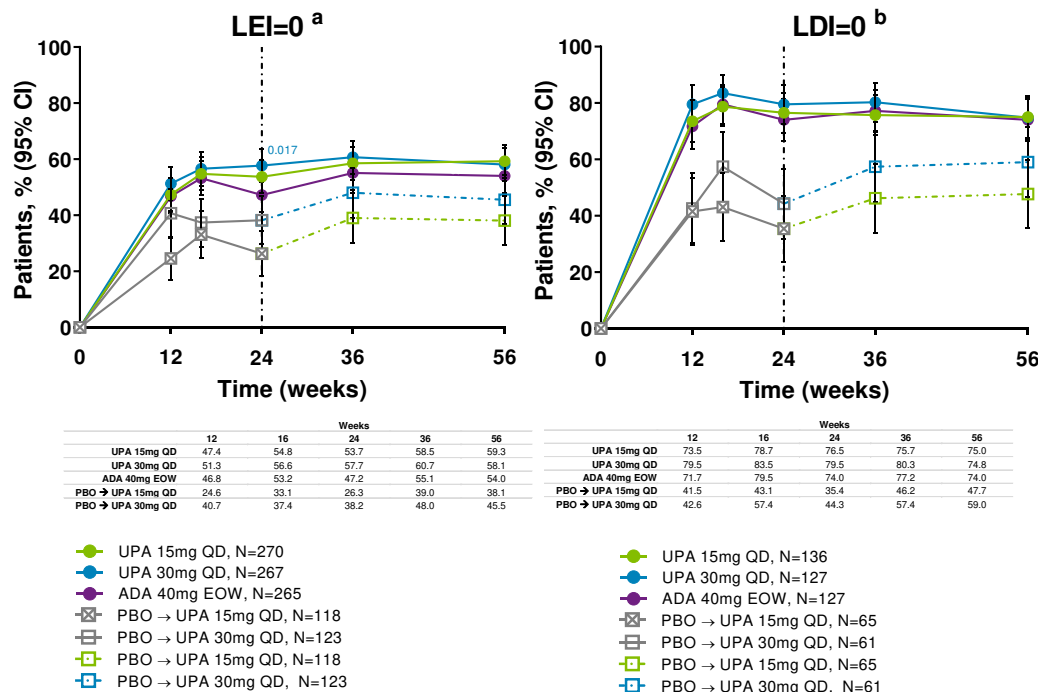 LEI=0 a
Patients, % (95% CI)
100
80
60
40
20
0
0.017
0 12 24 36 56
Time (weeks)
Weeks
12 16 24 36 56
UPA 15mg QD 47.4 54.8 53.7 58.5 59.3
UPA 30mg QD 51.3 56.6 57.7 60.7 58.1
ADA 40mg EOW 46.8 53.2 47.2 55.1 54.0
PBO → UPA 15mg QD 24.6 33.1 26.3 39.0 38.1
PBO → UPA 30mg QD 40.7 37.4 38.2 48.0 45.5
UPA 15mg QD, N=270
UPA 30mg QD, N=267
ADA 40mg EOW, N=265
PBO → UPA 15mg QD, N=118
PBO → UPA 30mg QD, N=123
PBO → UPA 15mg QD, N=118
PBO → UPA 30mg QD, N=123
LDI=0 b
Patients, % (95% CI)
100
80
60
40
20
0
0 12 24 36 56
Time (weeks)
Weeks
12 16 24 36 56
UPA 15mg QD 73.5 78.7 76.5 75.7 75.0
UPA 30mg QD 79.5 83.5 79.5 80.3 74.8
ADA 40mg EOW 71.7 79.5 74.0 77.2 74.0
PBO → UPA 15mg QD 41.5 43.1 35.4 46.2 47.7
PBO → UPA 30mg QD 42.6 57.4 44.3 57.4 59.0
UPA 15mg QD, N=136
UPA 30mg QD, N=127
ADA 40mg EOW, N=127
PBO → UPA 15mg QD, N=65
PBO → UPA 30mg QD, N=61
PBO → UPA 15mg QD, N=65
PBO → UPA 30mg QD, N=61